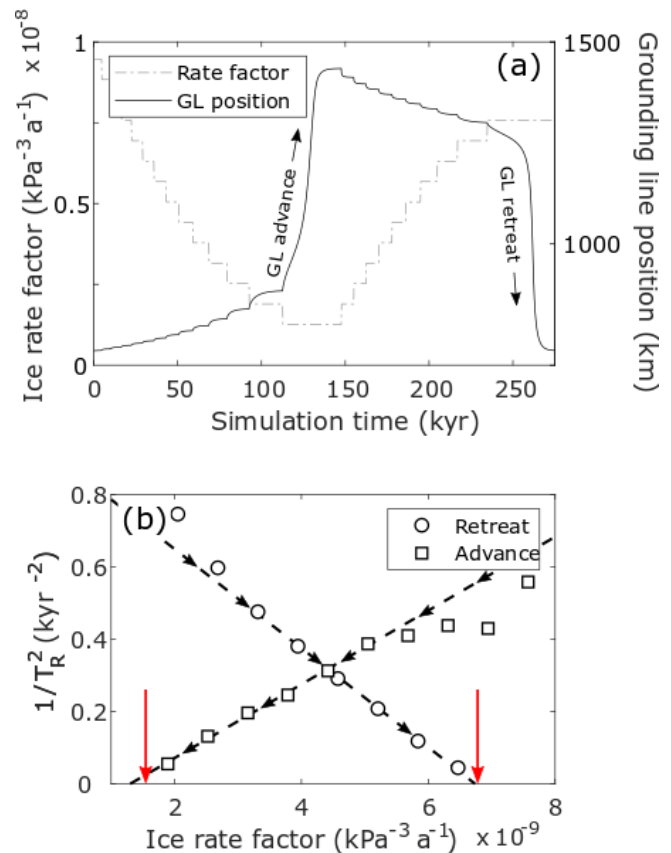 (a)
Ice rate factor (kPa⁻³ a⁻¹) × 10⁻⁸
1
0.5
0
Rate factor
GL position
GL advance
GL retreat
1500
1000
Grounding line position (km)
0 50 100 150 200 250
Simulation time (kyr)
(b)
1/T_R² (kyr⁻²)
0.8
0.6
0.4
0.2
0
Retreat
Advance
2 4 6 8
Ice rate factor (kPa⁻³ a⁻¹) × 10⁻⁹